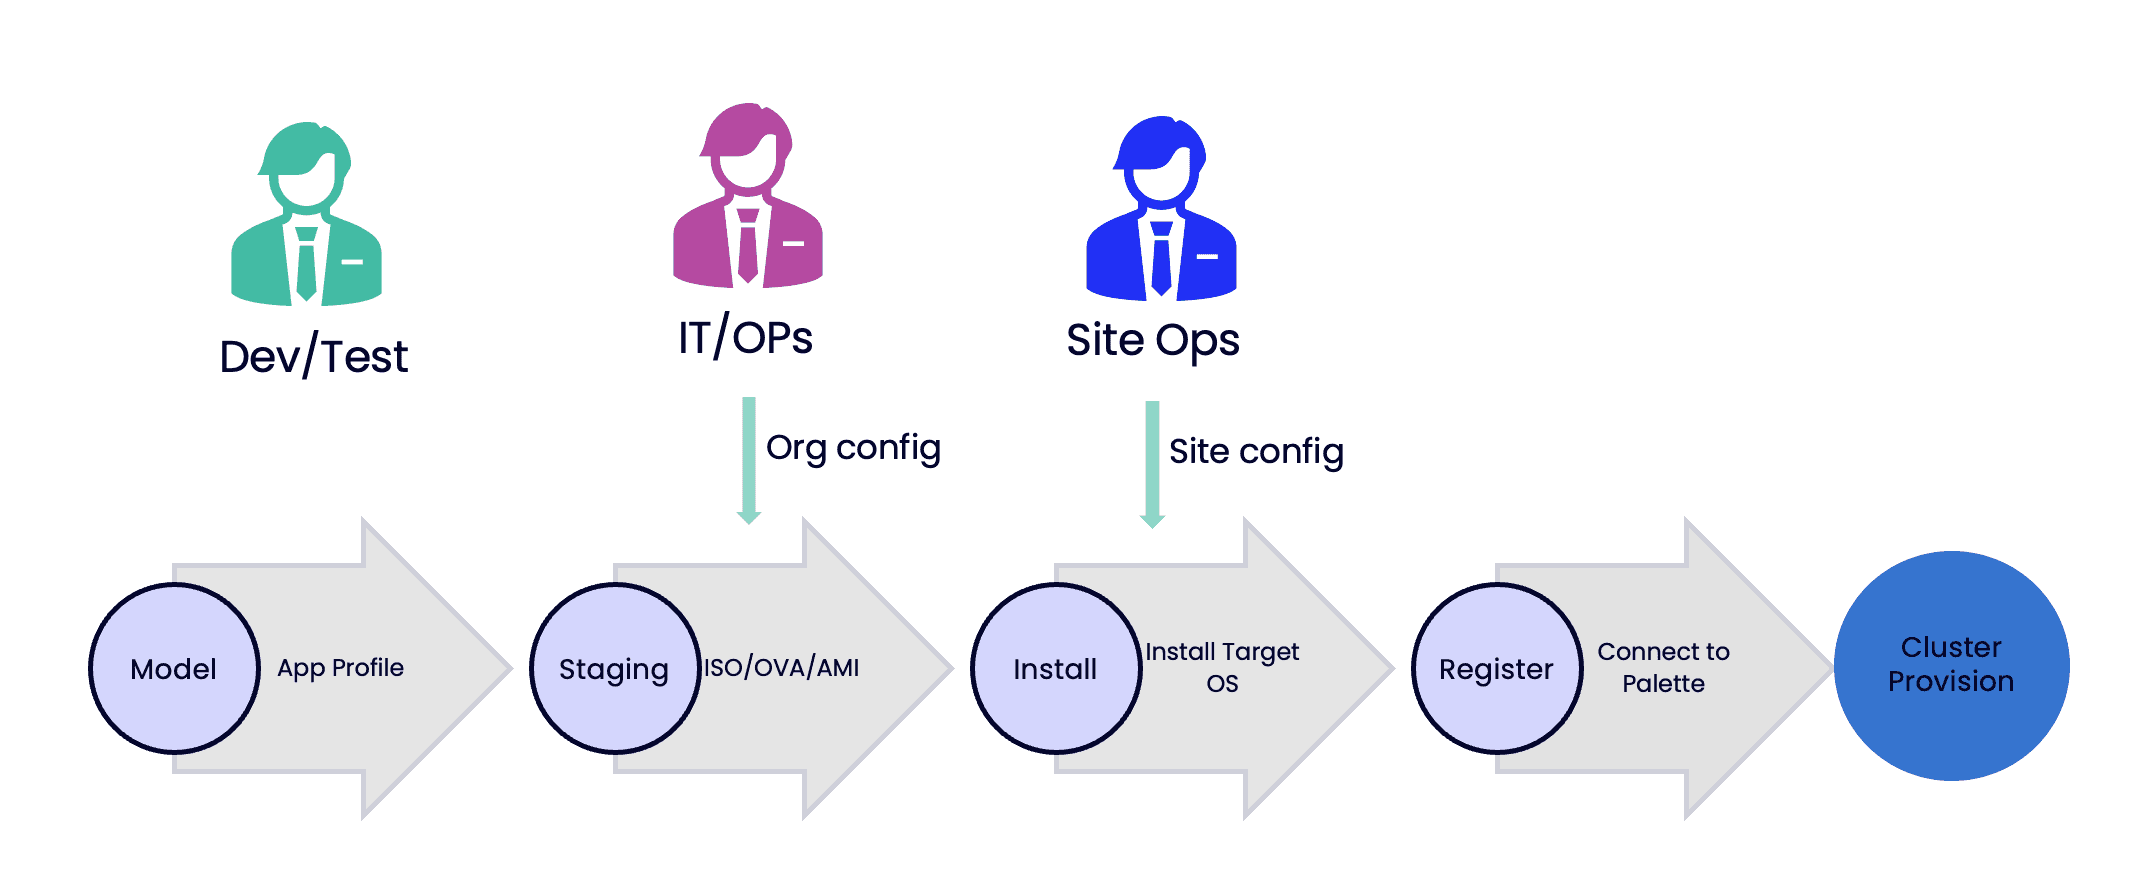 Dev/Test
IT/OPs
Site Ops
Org config
Site config
Model
App Profile
Staging
ISO/OVA/AMI
Install
Install Target
OS
Register
Connect to
Palette
Cluster
Provision